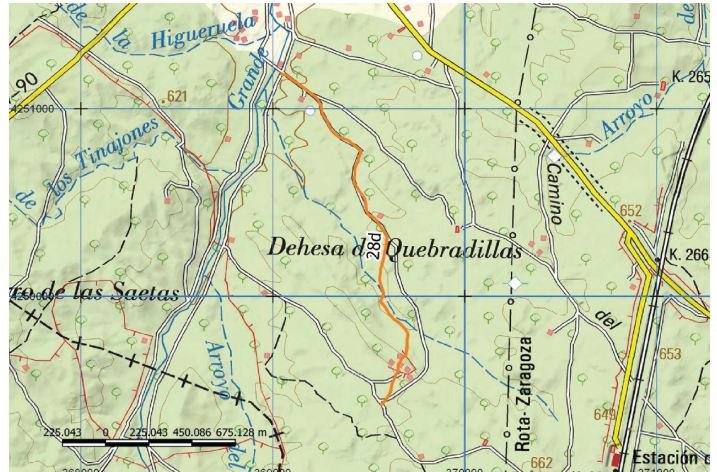 de la Higueruela
Grande
K. 265
-90
621
4251000
Arroyo
de
de los Tinajones
Camino
652
28d
Dehesa de Quebradillas
K. 266
ro de las Saetas
del
Arroyo
Rota-Zaragoza
653
649
225.043 0 225.043 450.086 675.128 m
del
662
Estación d